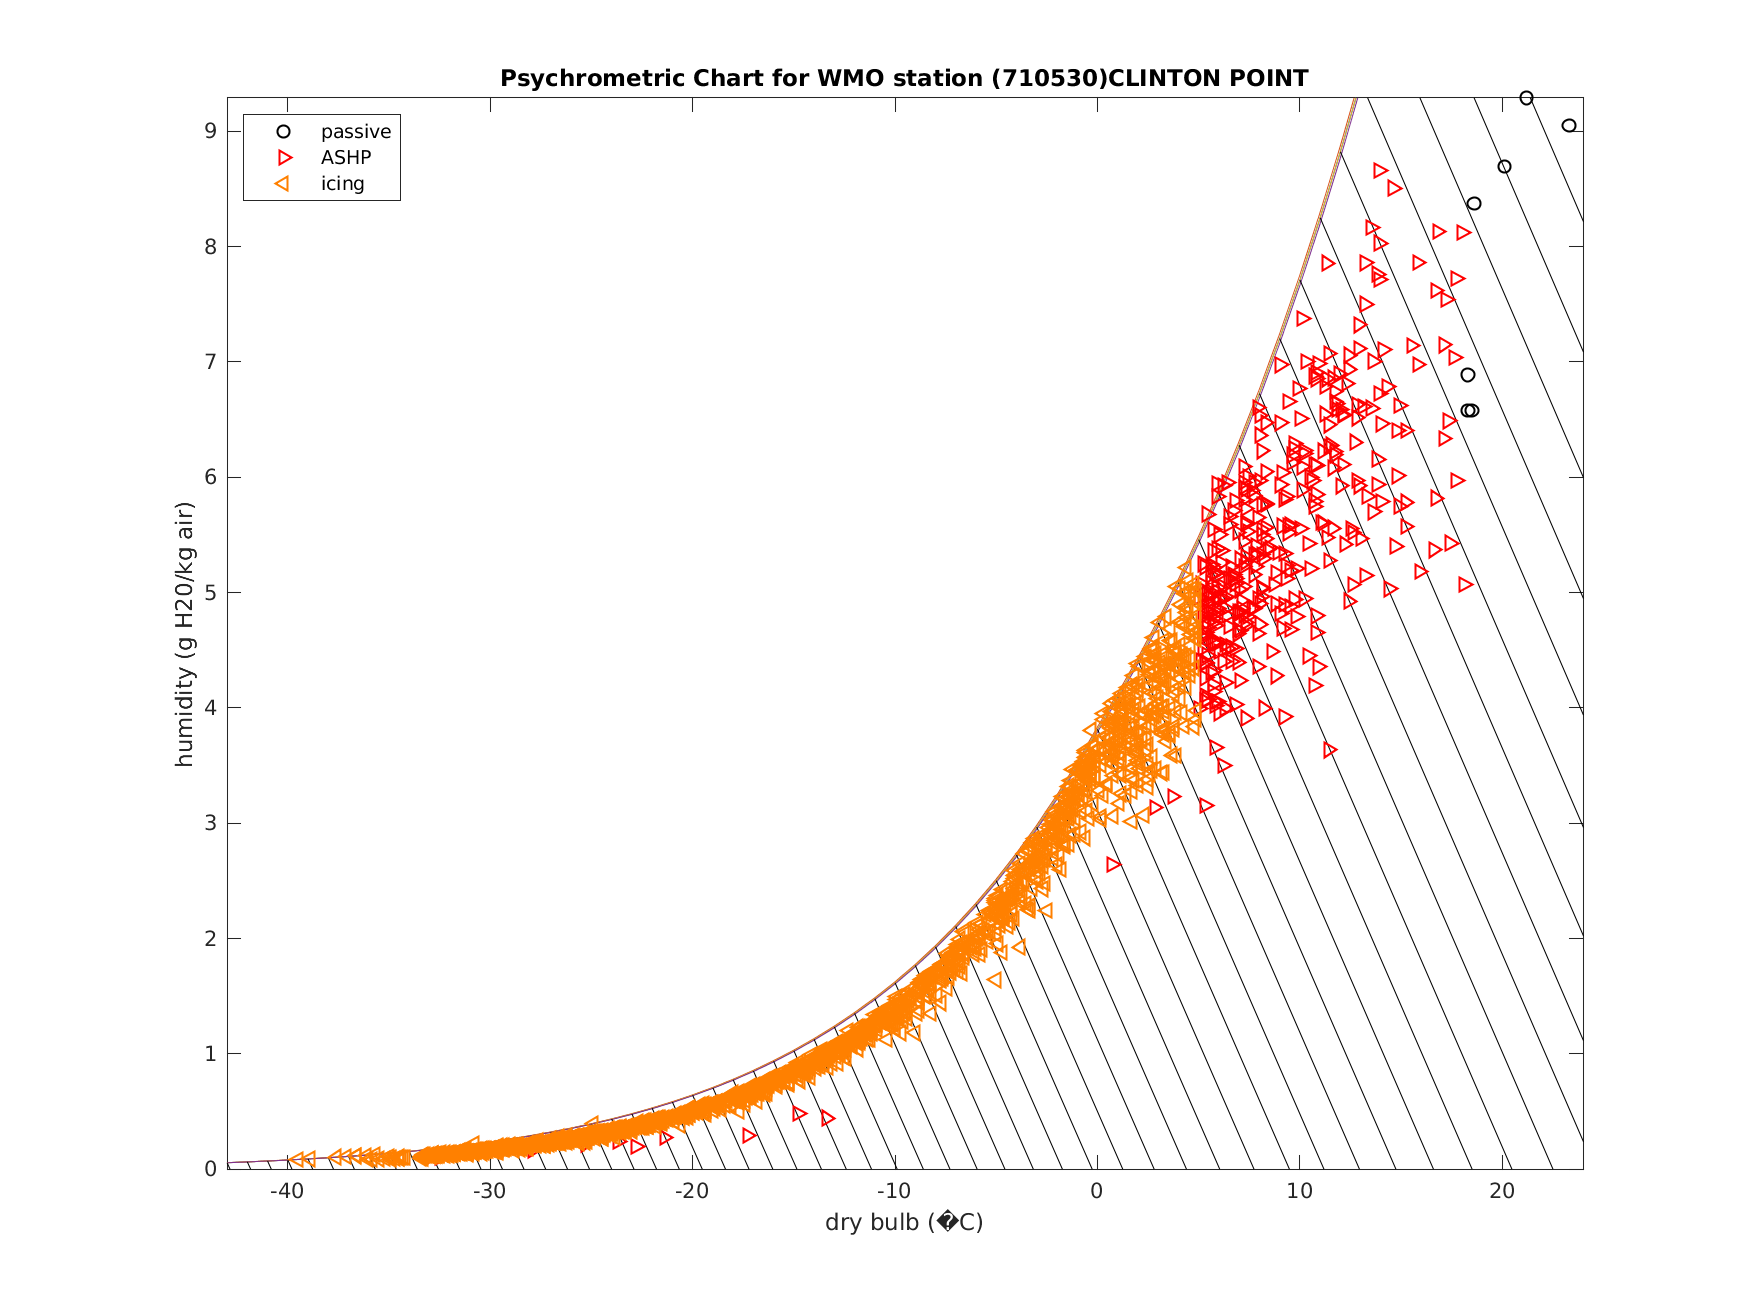 Psychrometric Chart for WMO station (710530)CLINTON POINT
passive
ASHP
icing
9
8
7
6
5
4
3
2
1
0
humidity (g H20/kg air)
-40 -30 -20 -10 0 10 20
dry bulb (�C)